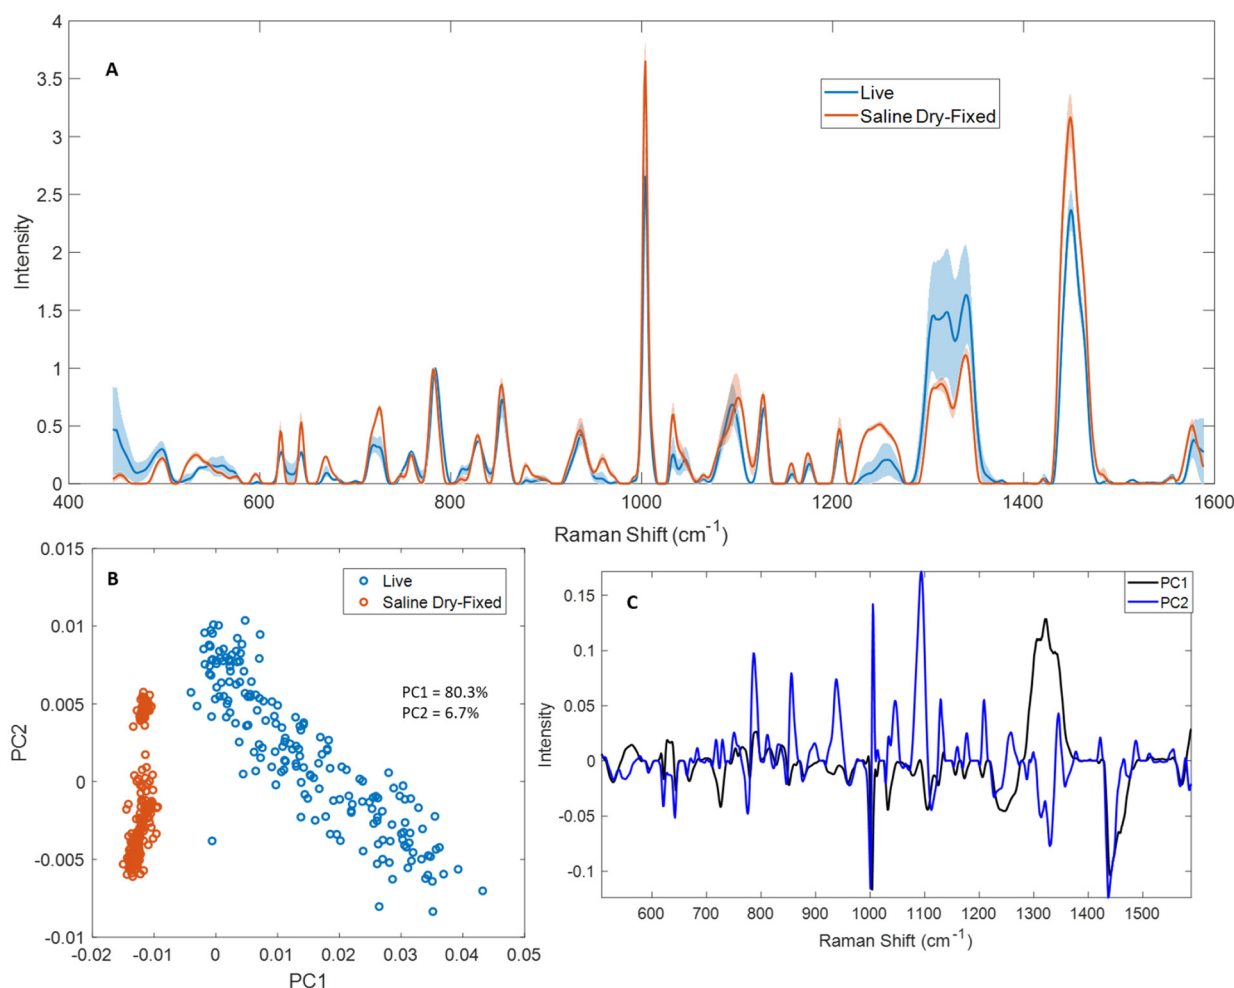 A
Live
Saline Dry-Fixed
Intensity
4
3.5
3
2.5
2
1.5
1
0.5
0
400
600
800
1000
1200
1400
1600
Raman Shift (cm-1)
B
Live
Saline Dry-Fixed
PC1 = 80.3%
PC2 = 6.7%
PC2
0.015
0.01
0.005
0
-0.005
-0.01
-0.02
-0.01
0
0.01
0.02
0.03
0.04
0.05
PC1
C
PC1
PC2
Intensity
0.15
0.1
0.05
0
-0.05
-0.1
600
700
800
900
1000
1100
1200
1300
1400
1500
Raman Shift (cm-1)